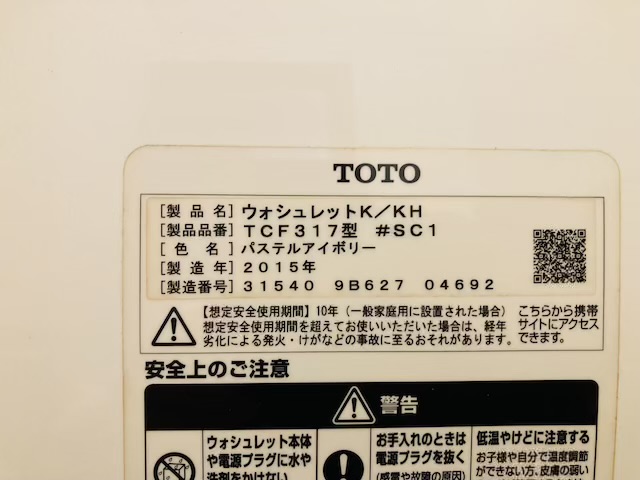 TOTO
[製品名] ウォシュレットK／KH
[製品品番] TCF317型 #SC1
[色名] パステルアイボリー
[製造年] 2015年
[製造番号] 31540 9B627 04692
【想定安全使用期間】10年（一般家庭用に設置された場合）
想定安全使用期間を超えてお使いいただいた場合は、経年
劣化による発火・けがなどの事故に至るおそれがあります。
こちらから携帯
サイトにアクセス
できます。
安全上のご注意
警告
ウォシュレット本体
や電源プラグに水や
洗剤をかけない
お手入れのときは
電源プラグを抜く
(感電や故障の原因)
低温やけどに注意する
お子様や自分で温度調節
ができない方、皮膚の弱い